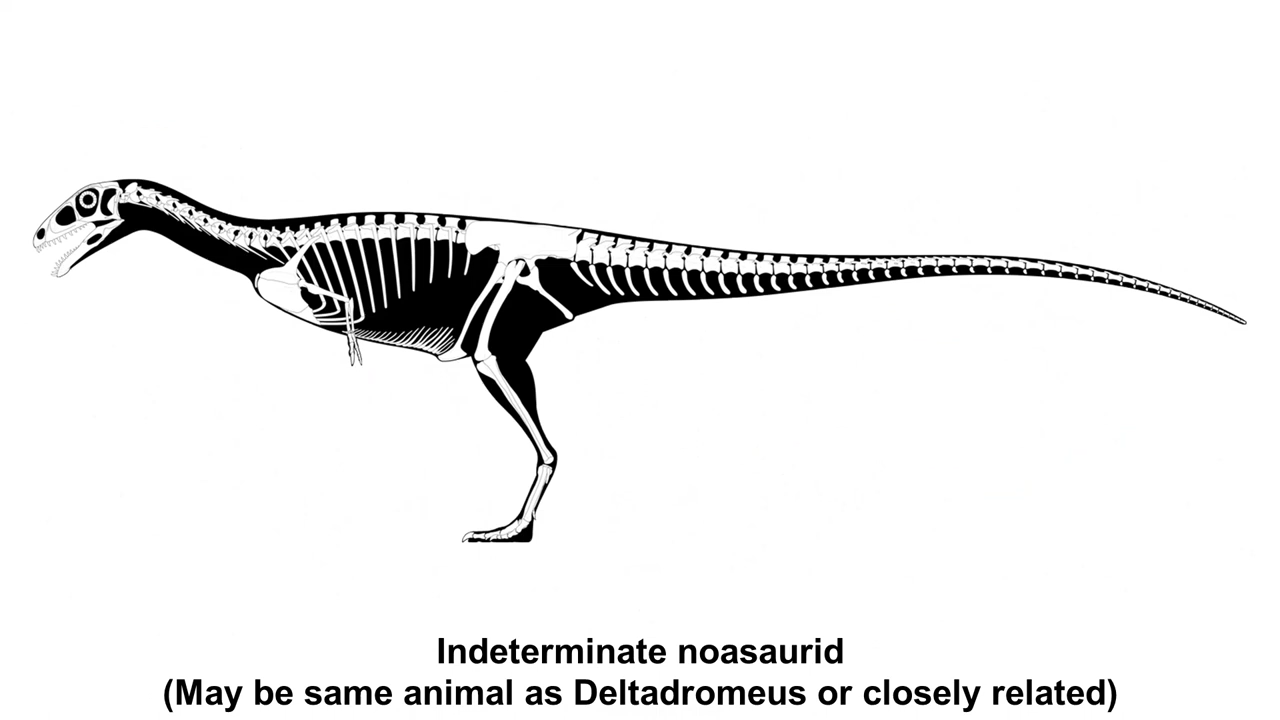 Indeterminate noasaurid
(May be same animal as Deltadromeus or closely related)